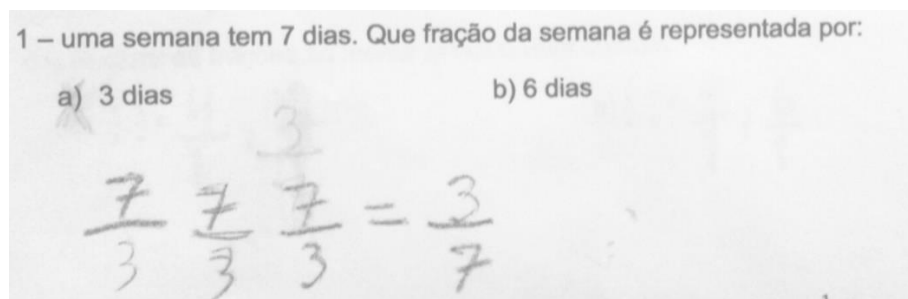 1 – uma semana tem 7 dias. Que fração da semana é representada por:
a) 3 dias b) 6 dias
3
7/3 7/3 7/3 = 3/7